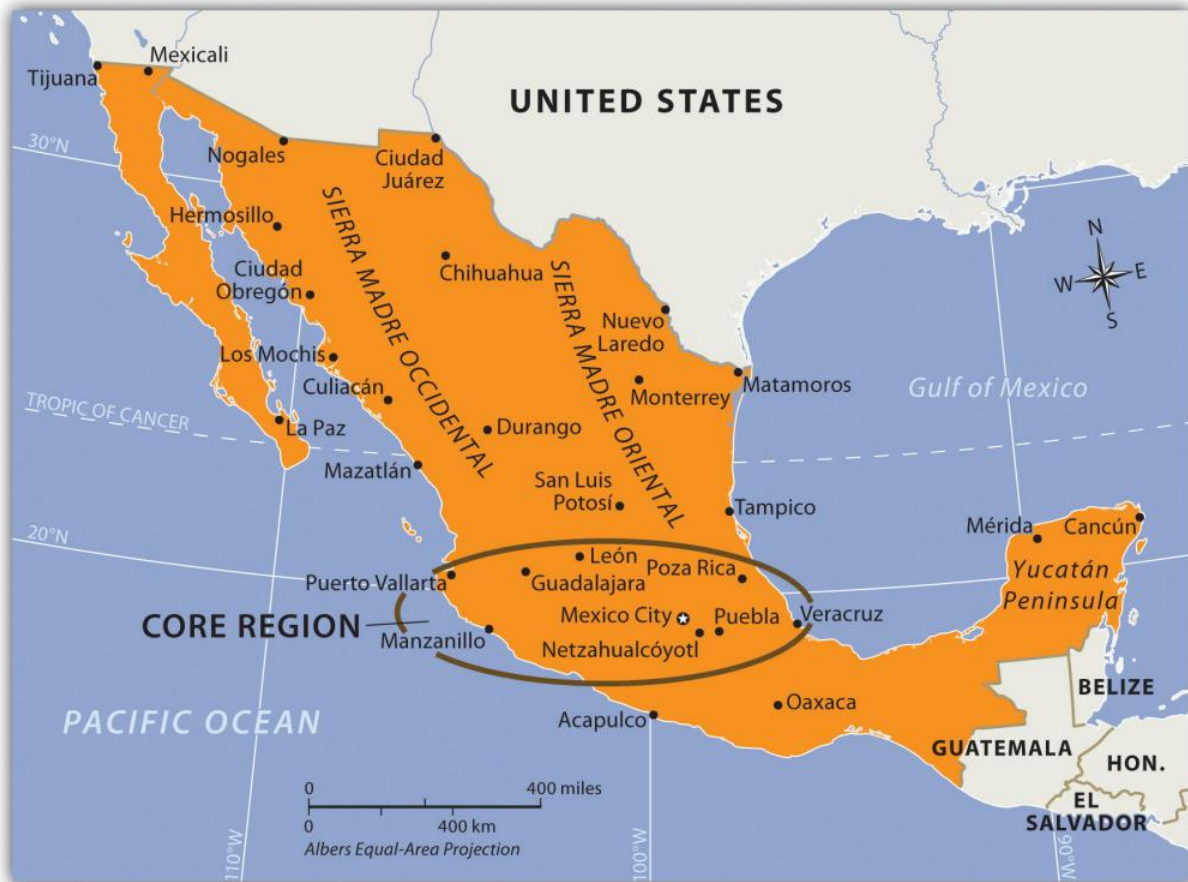 Mexicali
Tijuana
UNITED STATES
30°N
Nogales
Ciudad
Juárez
SIERRA MADRE OCCIDENTAL
SIERRA MADRE ORIENTAL
Hermosillo
N
W
E
S
Chihuahua
Ciudad
Obregón
Nuevo
Laredo
Los Mochis
Culiacán
Monterrey
Matamoros
Gulf of Mexico
TROPIC OF CANCER
La Paz
Durango
Mazatlán
San Luis
Potosí
Tampico
Mérida
Cancún
20°N
León
Puerto Vallarta
Guadalajara
Poza Rica
Yucatán
Peninsula
CORE REGION
Mexico City
Puebla
Veracruz
Manzanillo
Netzahualcóyotl
BELIZE
PACIFIC OCEAN
Acapulco
Oaxaca
GUATEMALA
HON.
EL
SALVADOR
0
400 miles
0
400 km
Albers Equal-Area Projection
110°W
100°W
90°W